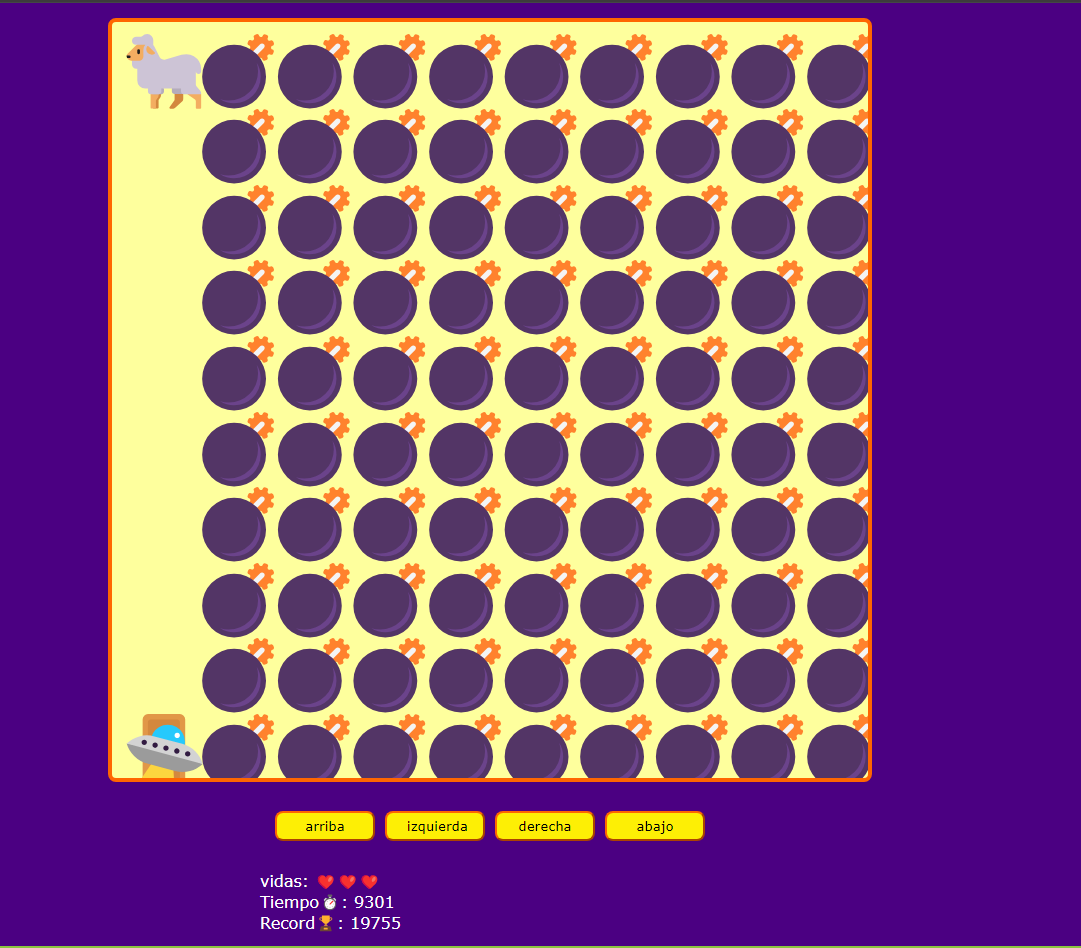 arriba izquierda derecha abajo
vidas: ❤️❤️❤️
Tiempo⏱️: 9301
Record🏆: 19755